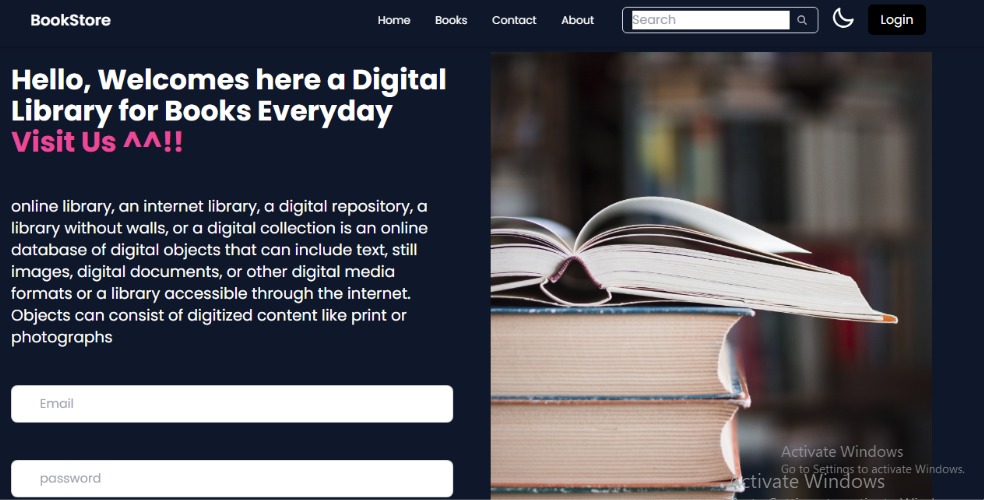 BookStore
Home Books Contact About Search Login
Hello, Welcomes here a Digital
Library for Books Everyday
Visit Us ^^!!
online library, an internet library, a digital repository, a
library without walls, or a digital collection is an online
database of digital objects that can include text, still
images, digital documents, or other digital media
formats or a library accessible through the internet.
Objects can consist of digitized content like print or
photographs
Email
password
Activate Windows
Go to Settings to activate Windows.
Activate Windows